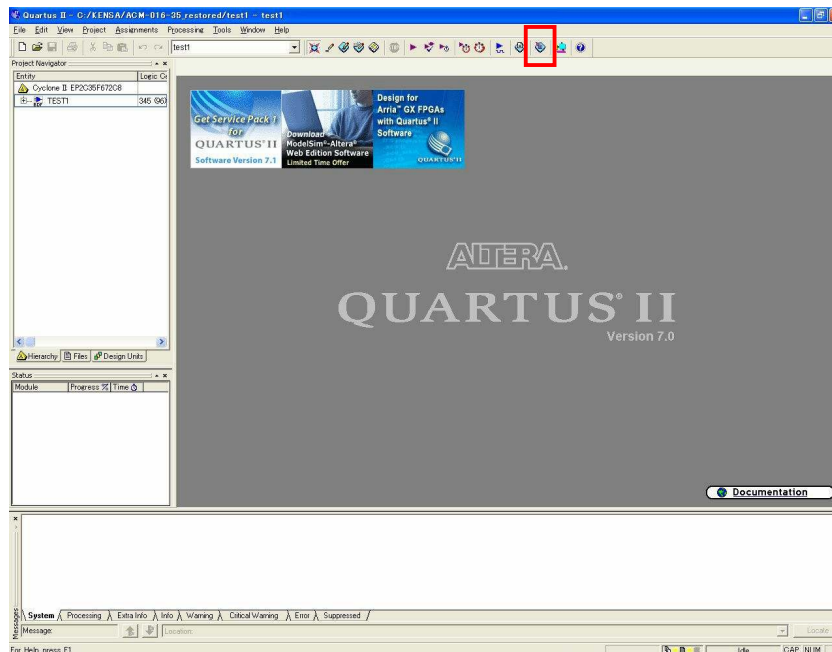 Quartus II - C:/KENSA/ACM-016-35_restored/test1 - test1
File Edit View Project Assignments Processing Tools Window Help
test1
Project Navigator
Entity
Logic Ce
Cyclone II: EP2C35F672C8
TEST1
345 (96)
Hierarchy
Files
Design Units
Status
Module
Progress %
Time
Get Service Pack 1
for
QUARTUS® II
Software Version 7.1
Download
ModelSim®-Altera®
Web Edition Software
Limited Time Offer
Design for
Arria™ GX FPGAs
with Quartus® II
Software
QUARTUS® II
ALTERA.
QUARTUS® II
Version 7.0
Documentation
Messages
System
Processing
Extra Info
Info
Warning
Critical Warning
Error
Suppressed
Message:
Location:
Locate
For Help, press F1
Idle
CAP
NUM